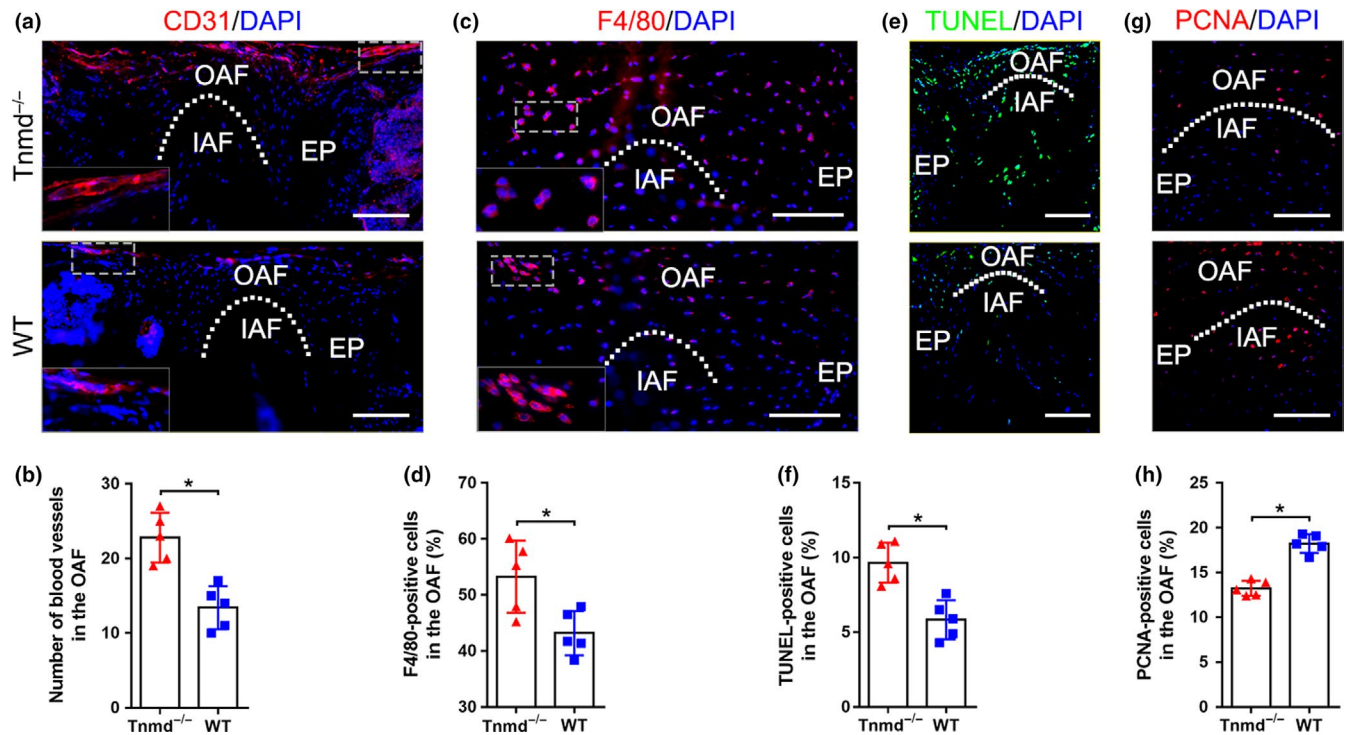 (a) CD31/DAPI
Tnmd−/−
OAF
IAF
EP
WT
OAF
IAF
EP
(c) F4/80/DAPI
OAF
IAF
EP
OAF
IAF
EP
(e) TUNEL/DAPI
OAF
IAF
EP
OAF
IAF
EP
(g) PCNA/DAPI
OAF
IAF
EP
OAF
IAF
EP
(b)
Number of blood vessels
in the OAF
30
20
10
0
*
Tnmd−/− WT
(d)
F4/80-positive cells
in the OAF (%)
70
60
50
40
30
*
Tnmd−/− WT
(f)
TUNEL-positive cells
in the OAF (%)
15
10
5
0
*
Tnmd−/− WT
(h)
PCNA-positive cells
in the OAF (%)
25
20
15
10
5
0
*
Tnmd−/− WT